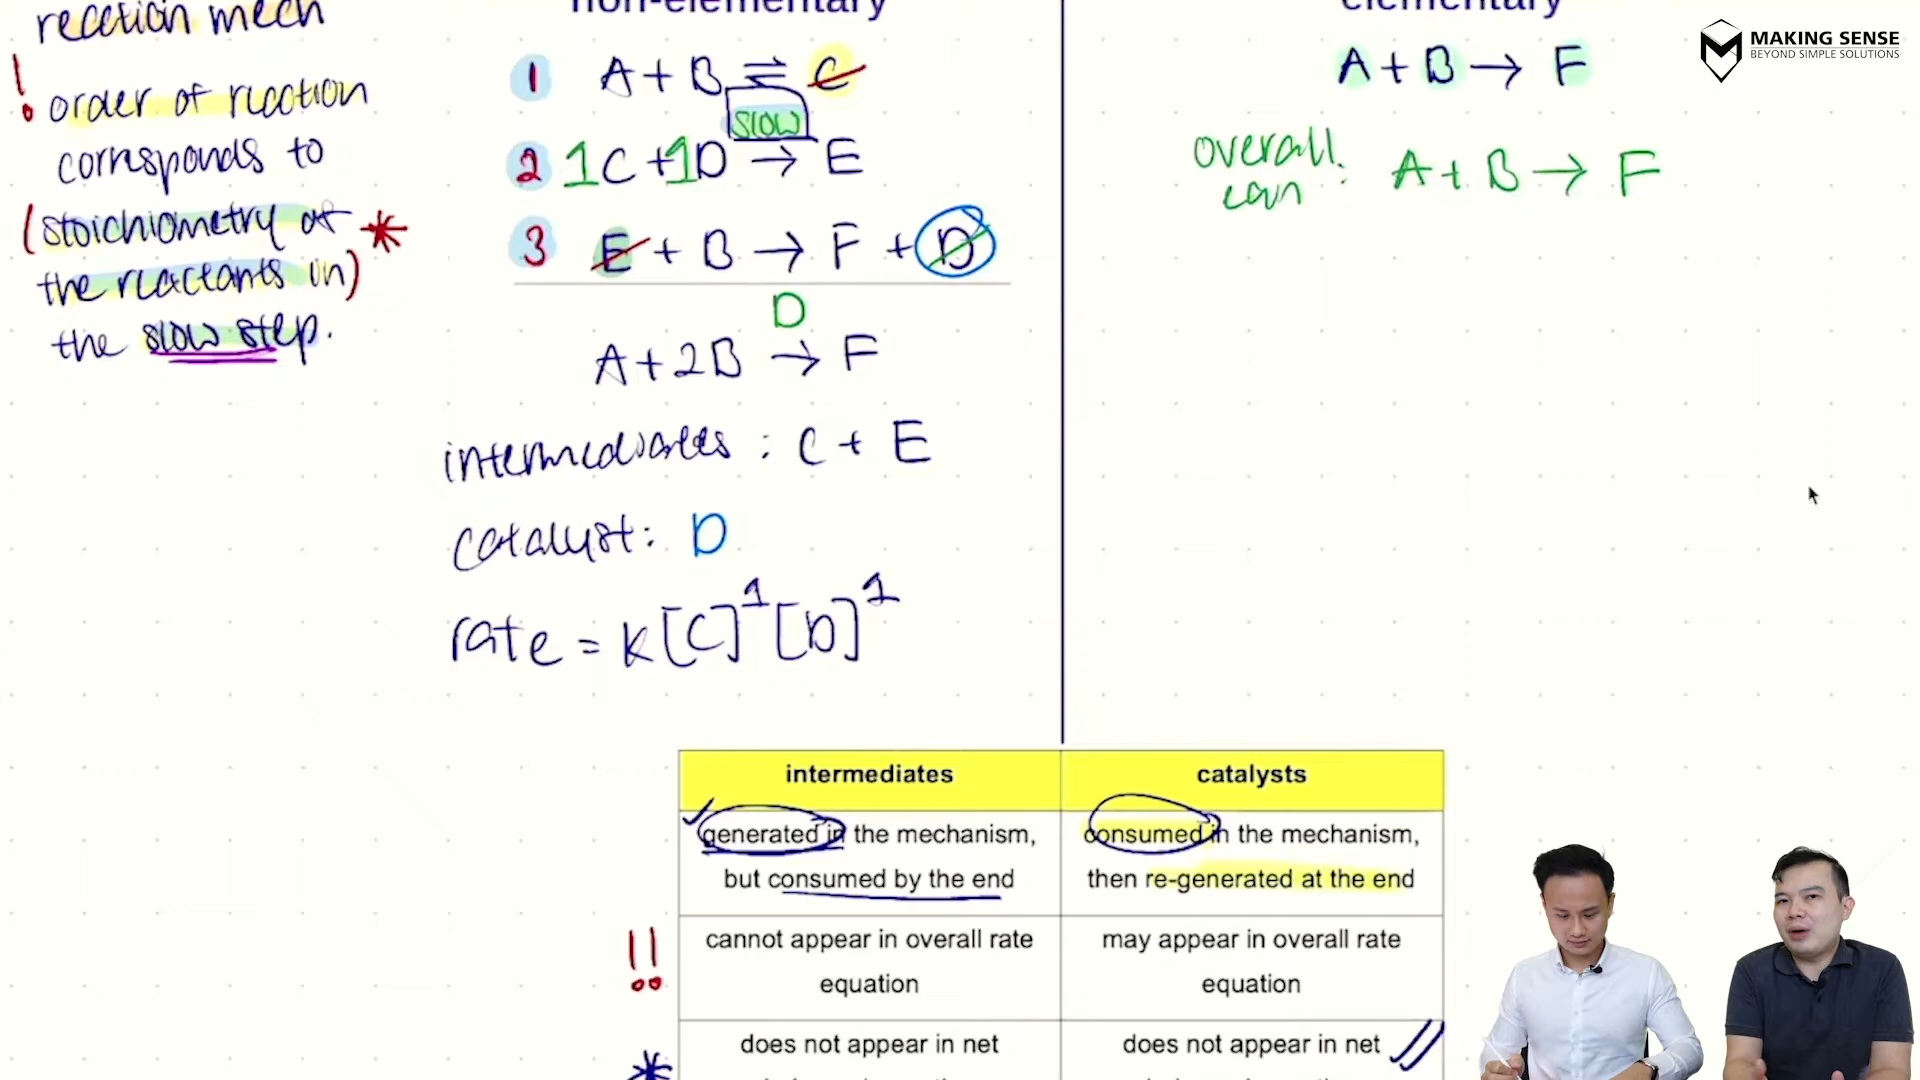 reaction mech
! order of reaction
corresponds to
(stoichiometry of *
the reactants in)
the slow step.
non-elementary
1 A + B ⇌ C
slow
2 1C + 1D → E
3 E + B → F + D
D
A + 2B → F
intermediates : C + E
catalyst: D
rate = k[C]¹[D]¹
elementary
A + B → F
overall
eqn : A + B → F
MAKING SENSE
BEYOND SIMPLE SOLUTIONS
intermediates catalysts
generated in the mechanism, consumed in the mechanism,
but consumed by the end then re-generated at the end
!! cannot appear in overall rate may appear in overall rate
equation equation
* does not appear in net does not appear in net